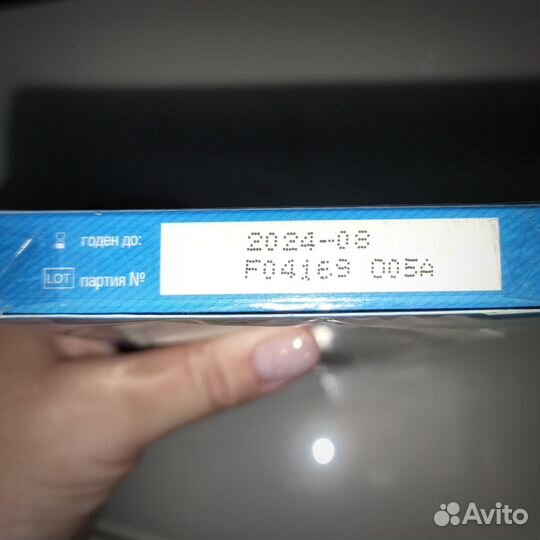 годен до: 2024-08
LOT партия № F04169 005A
Avito